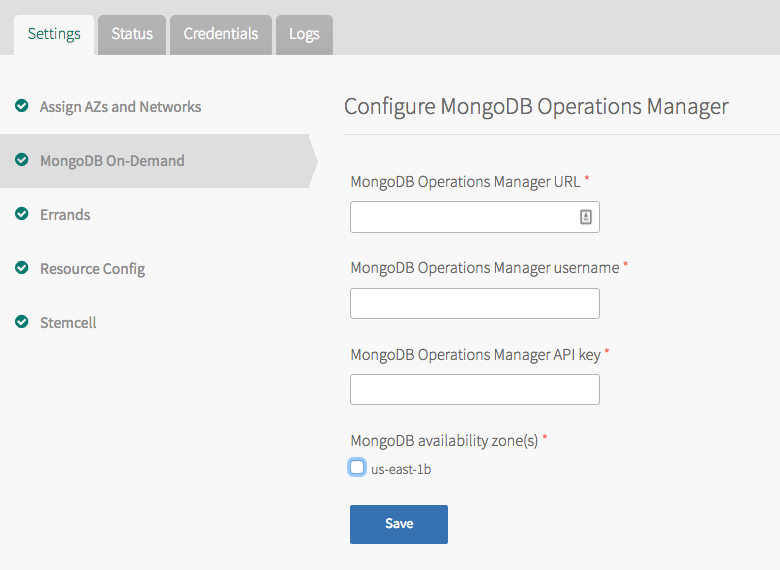 Settings
Status
Credentials
Logs
Assign AZs and Networks
MongoDB On-Demand
Errands
Resource Config
Stemcell
Configure MongoDB Operations Manager
MongoDB Operations Manager URL *
MongoDB Operations Manager username *
MongoDB Operations Manager API key *
MongoDB availability zone(s) *
us-east-1b
Save